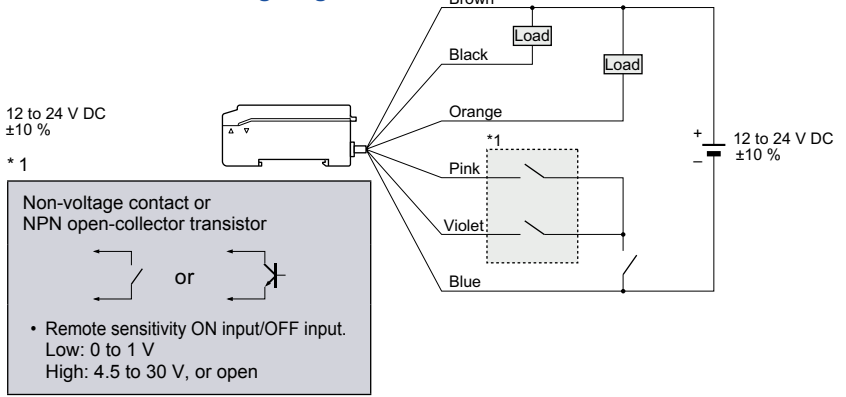 Brown
Load
Black
Load
12 to 24 V DC
±10 %
Orange
*1
+
12 to 24 V DC
–
±10 %
* 1
Pink
Non-voltage contact or
NPN open-collector transistor
Violet
or
Blue
• Remote sensitivity ON input/OFF input.
Low: 0 to 1 V
High: 4.5 to 30 V, or open